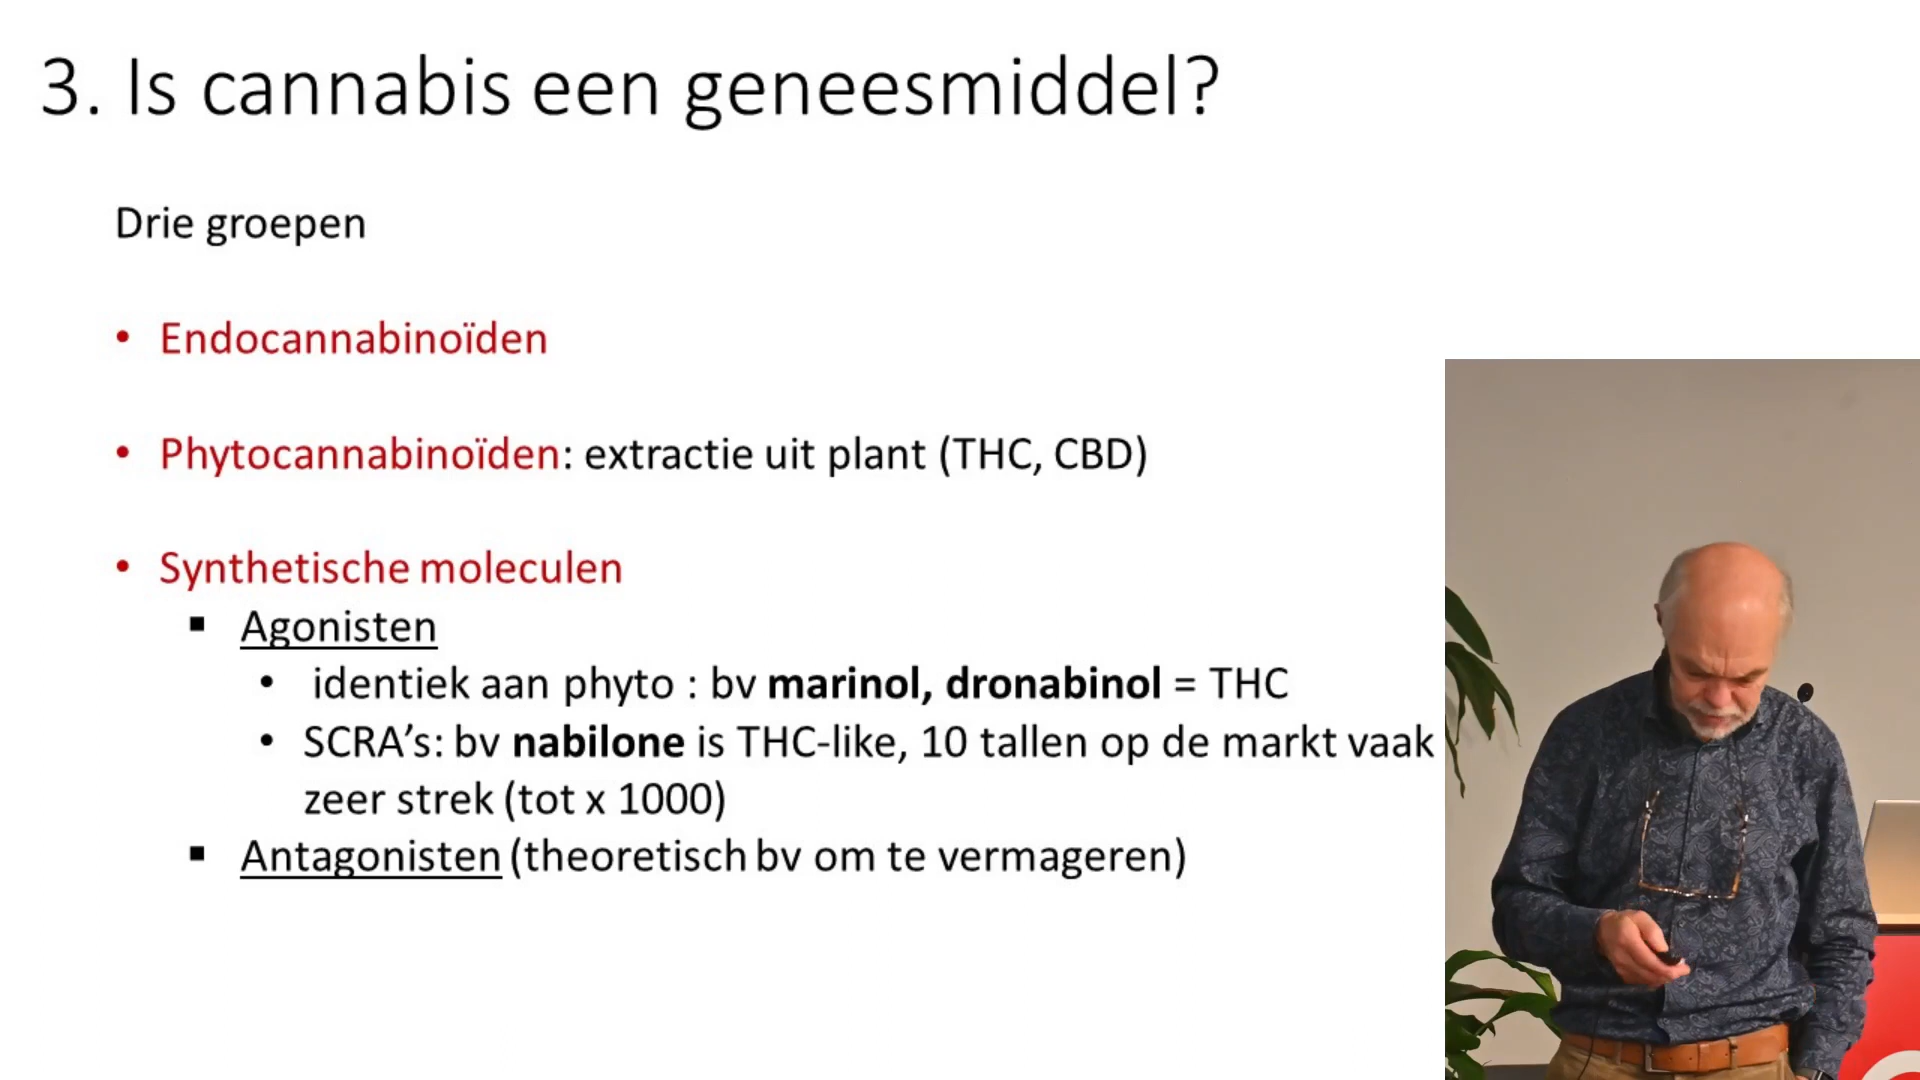 3. Is cannabis een geneesmiddel?
Drie groepen
• Endocannabinoïden
• Phytocannabinoïden: extractie uit plant (THC, CBD)
• Synthetische moleculen
▪ Agonisten
• identiek aan phyto : bv marinol, dronabinol = THC
• SCRA’s: bv nabilone is THC-like, 10 tallen op de markt vaak
zeer strek (tot x 1000)
▪ Antagonisten (theoretisch bv om te vermageren)